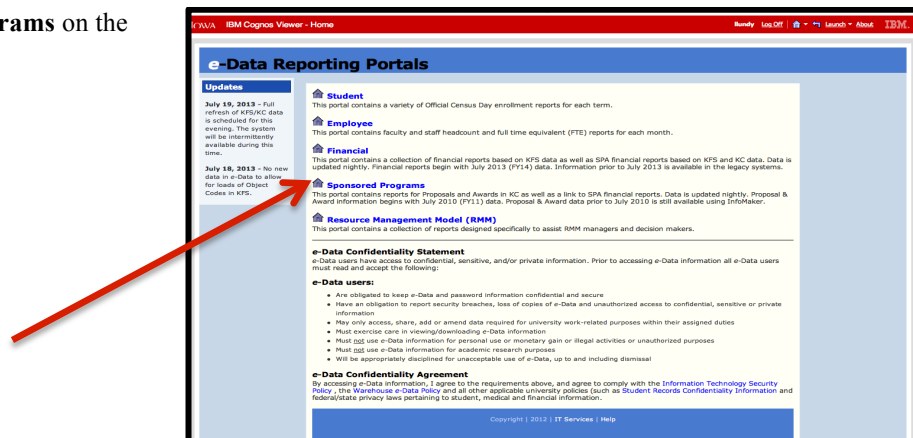 rams on the
IOWA IBM Cognos Viewer - Home Bundy Log Off Launch About IBM.
e-Data Reporting Portals
Updates
July 19, 2013 - Full
refresh of KFS/KC data
is scheduled for this
evening. The system
will be intermittently
available during this
time.
July 18, 2013 - No new
data in e-Data to allow
for loads of Object
Codes in KFS.
Student
This portal contains a variety of Official Census Day enrollment reports for each term.
Employee
This portal contains faculty and staff headcount and full time equivalent (FTE) reports for each month.
Financial
This portal contains a collection of financial reports based on KFS data as well as SPA financial reports based on KFS and KC data. Data is
updated nightly. Financial reports begin with July 2013 (FY14) data. Information prior to July 2013 is available in the legacy systems.
Sponsored Programs
This portal contains reports for Proposals and Awards in KC as well as a link to SPA financial reports. Data is updated nightly. Proposal &
Award information begins with July 2010 (FY11) data. Proposal & Award data prior to July 2010 is still available using InfoMaker.
Resource Management Model (RMM)
This portal contains a collection of reports designed specifically to assist RMM managers and decision makers.
e-Data Confidentiality Statement
e-Data users have access to confidential, sensitive, and/or private information. Prior to accessing e-Data information all e-Data users
must read and accept the following:
e-Data users:
• Are obligated to keep e-Data and password information confidential and secure
• Have an obligation to report security breaches, loss of copies of e-Data and unauthorized access to confidential, sensitive or private
information
• May only access, share, add or amend data required for university work-related purposes within their assigned duties
• Must exercise care in viewing/downloading e-Data information
• Must not use e-Data information for personal use or monetary gain or illegal activities or unauthorized purposes
• Must not use e-Data information for academic research purposes
• Will be appropriately disciplined for unacceptable use of e-Data, up to and including dismissal
e-Data Confidentiality Agreement
By accessing e-Data information, I agree to the requirements above, and agree to comply with the Information Technology Security
Policy , the Warehouse e-Data Policy and all other applicable university policies (such as Student Records Confidentiality Information and
federal/state privacy laws pertaining to student, medical and financial information.
Copyright | 2012 | IT Services | Help